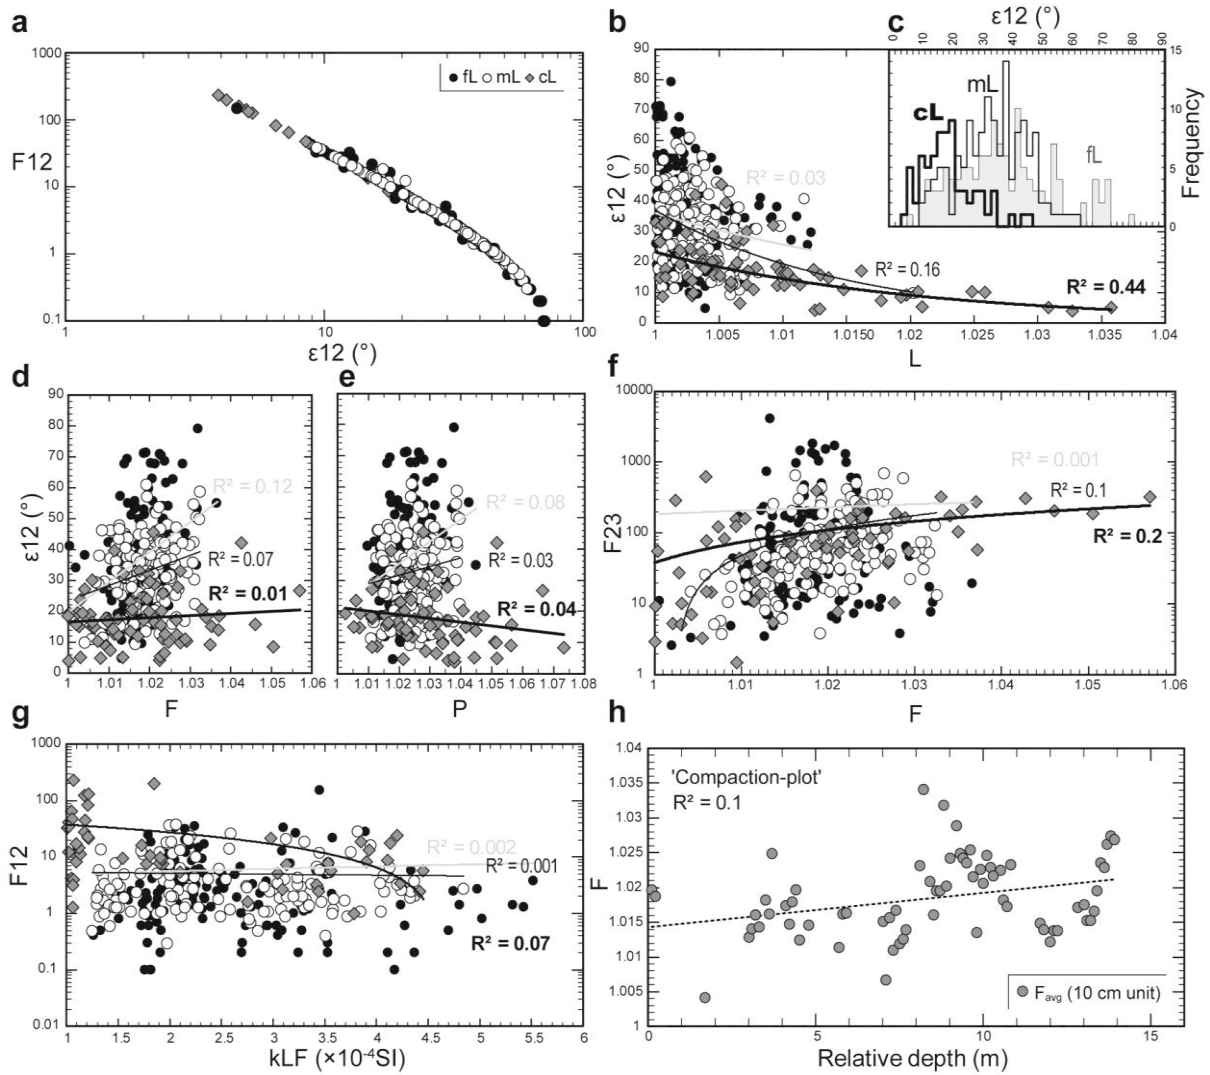 a
1000
100
F12
10
1
0.1
1
10
100
ε12 (°)
fL mL cL
b
90
80
70
60
ε12 (°)
50
40
30
20
10
0
1
1.005
1.01
1.0150
1.02
1.025
1.03
1.035
1.04
L
R² = 0.03
R² = 0.16
R² = 0.44
c
ε12 (°)
0 10 20 30 40 50 60 70 80 90
15
10
5
0
Frequency
cL
mL
fL
d
90
80
70
60
50
40
30
20
10
0
ε12 (°)
1 1.01 1.02 1.03 1.04 1.05 1.06
F
R² = 0.12
R² = 0.07
R² = 0.01
e
1 1.01 1.02 1.03 1.04 1.05 1.06 1.07 1.08
P
R² = 0.08
R² = 0.03
R² = 0.04
f
10000
1000
F23
100
10
1
1 1.01 1.02 1.03 1.04 1.05 1.06
F
R² = 0.001
R² = 0.1
R² = 0.2
g
1000
100
F12
10
1
0.1
0.01
1 1.5 2 2.5 3 3.5 4 4.5 5 5.5 6
kLF (×10⁻⁴SI)
R² = 0.002
R² = 0.001
R² = 0.07
h
1.04
1.035
1.03
1.025
F
1.02
1.015
1.01
1.005
1
0 5 10 15
Relative depth (m)
'Compaction-plot'
R² = 0.1
Favg (10 cm unit)